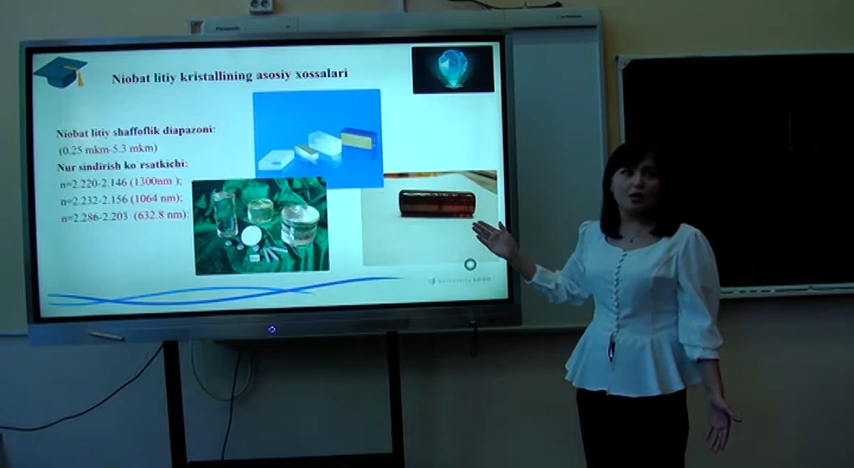 Niobat litiy kristallining asosiy xossalari
Niobat litiy shaffoflik diapazoni:
(0.25 mkm-5.3 mkm)
Nur sindirish ko`rsatkichi:
n=2.220-2.146 (1300nm );
n=2.232-2.156 (1064 nm);
n=2.286-2.203 (632.8 nm):